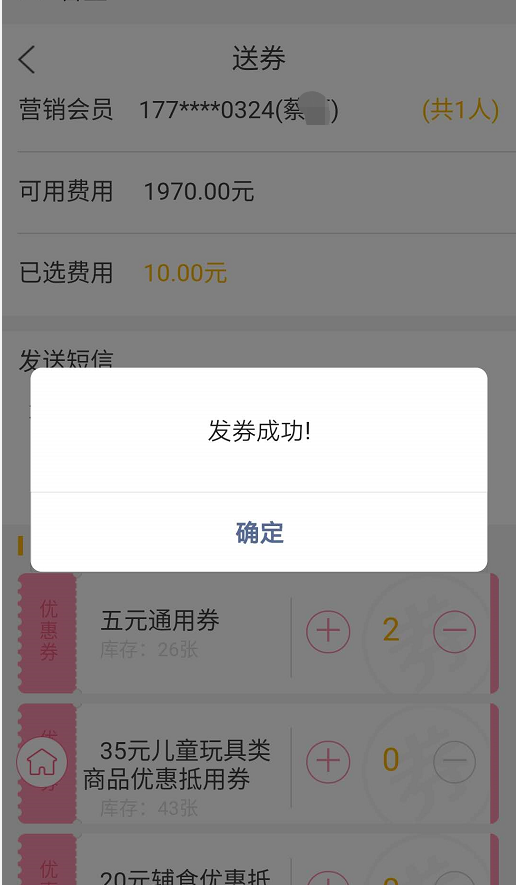 送券
营销会员 177****0324(蔡 )
(共1人)
可用费用 1970.00元
已选费用 10.00元
发送短信
发券成功!
确定
优惠券
五元通用券
库存：26张
2
35元儿童玩具类
商品优惠抵用券
库存：43张
0
优惠
20元辅食优惠抵